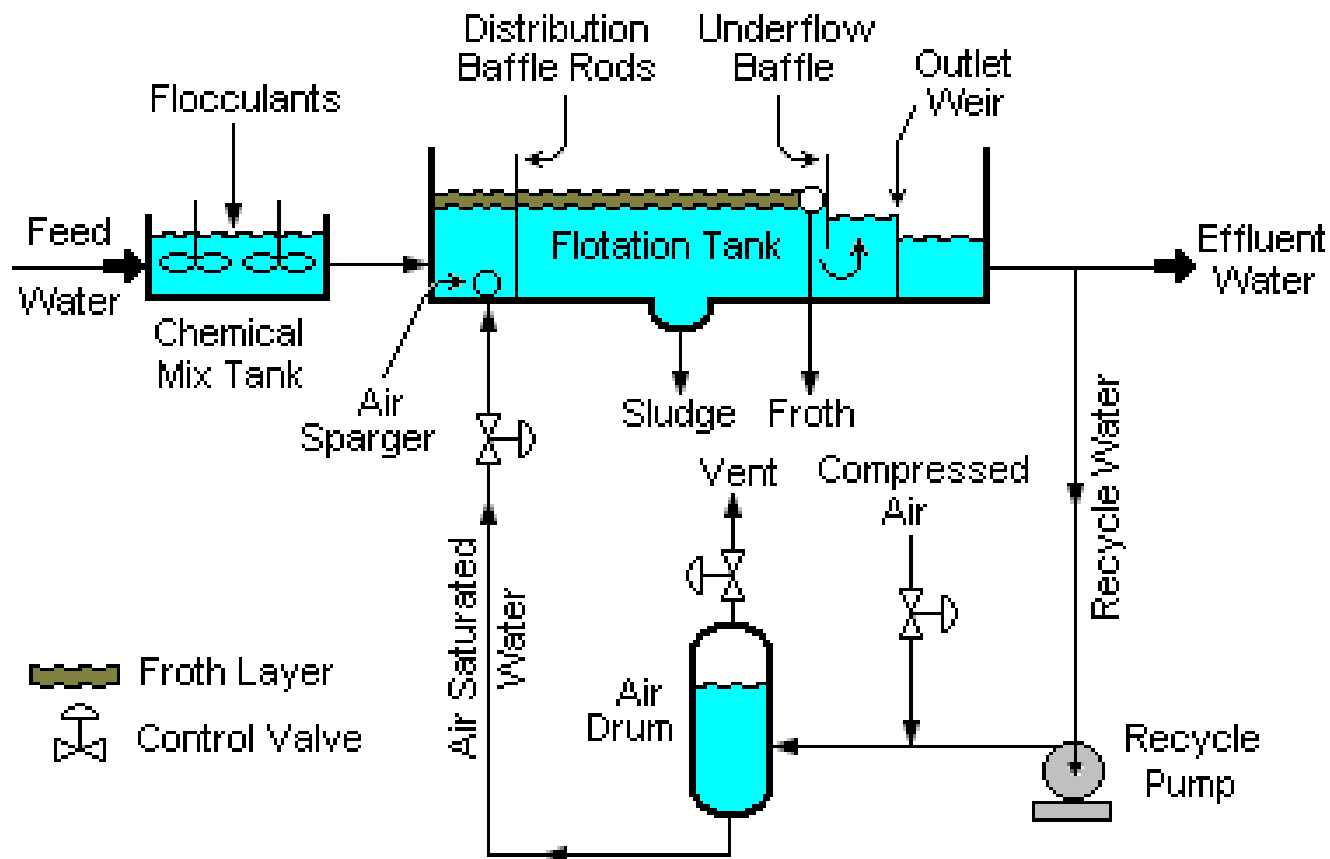 Distribution
Baffle Rods
Underflow
Baffle
Outlet
Weir
Flocculants
Feed
Water
Flotation Tank
Effluent
Water
Chemical
Mix Tank
Air
Sparger
Sludge
Froth
Vent
Compressed
Air
Recycle Water
Air Saturated
Water
Froth Layer
Control Valve
Air
Drum
Recycle
Pump